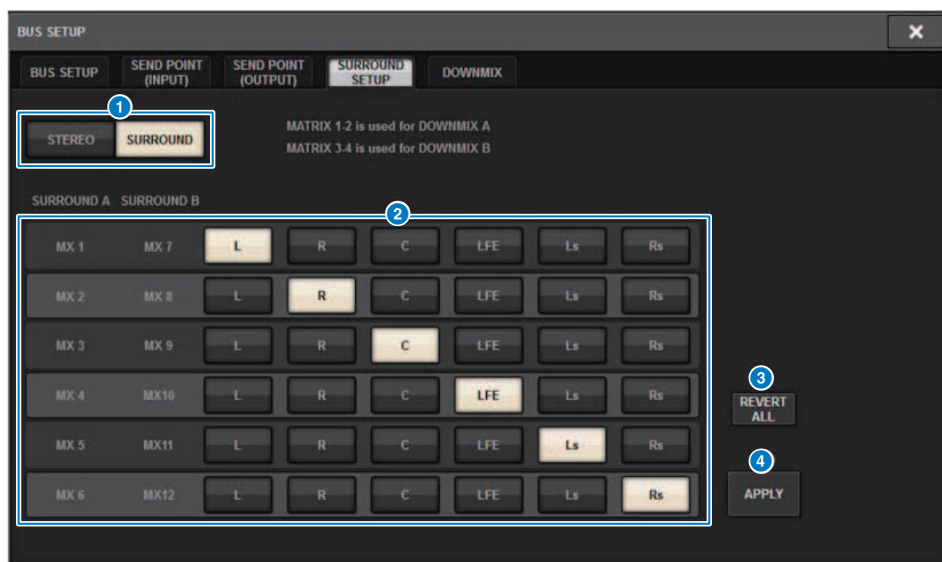 BUS SETUP
×
BUS SETUP SEND POINT (INPUT) SEND POINT (OUTPUT) SURROUND SETUP DOWNMIX
1
STEREO SURROUND
MATRIX 1-2 is used for DOWNMIX A
MATRIX 3-4 is used for DOWNMIX B
SURROUND A SURROUND B
2
MX 1 MX 7 L R C LFE Ls Rs
MX 2 MX 8 L R C LFE Ls Rs
MX 3 MX 9 L R C LFE Ls Rs
MX 4 MX10 L R C LFE Ls Rs
MX 5 MX11 L R C LFE Ls Rs
MX 6 MX12 L R C LFE Ls Rs
3
REVERT ALL
4
APPLY